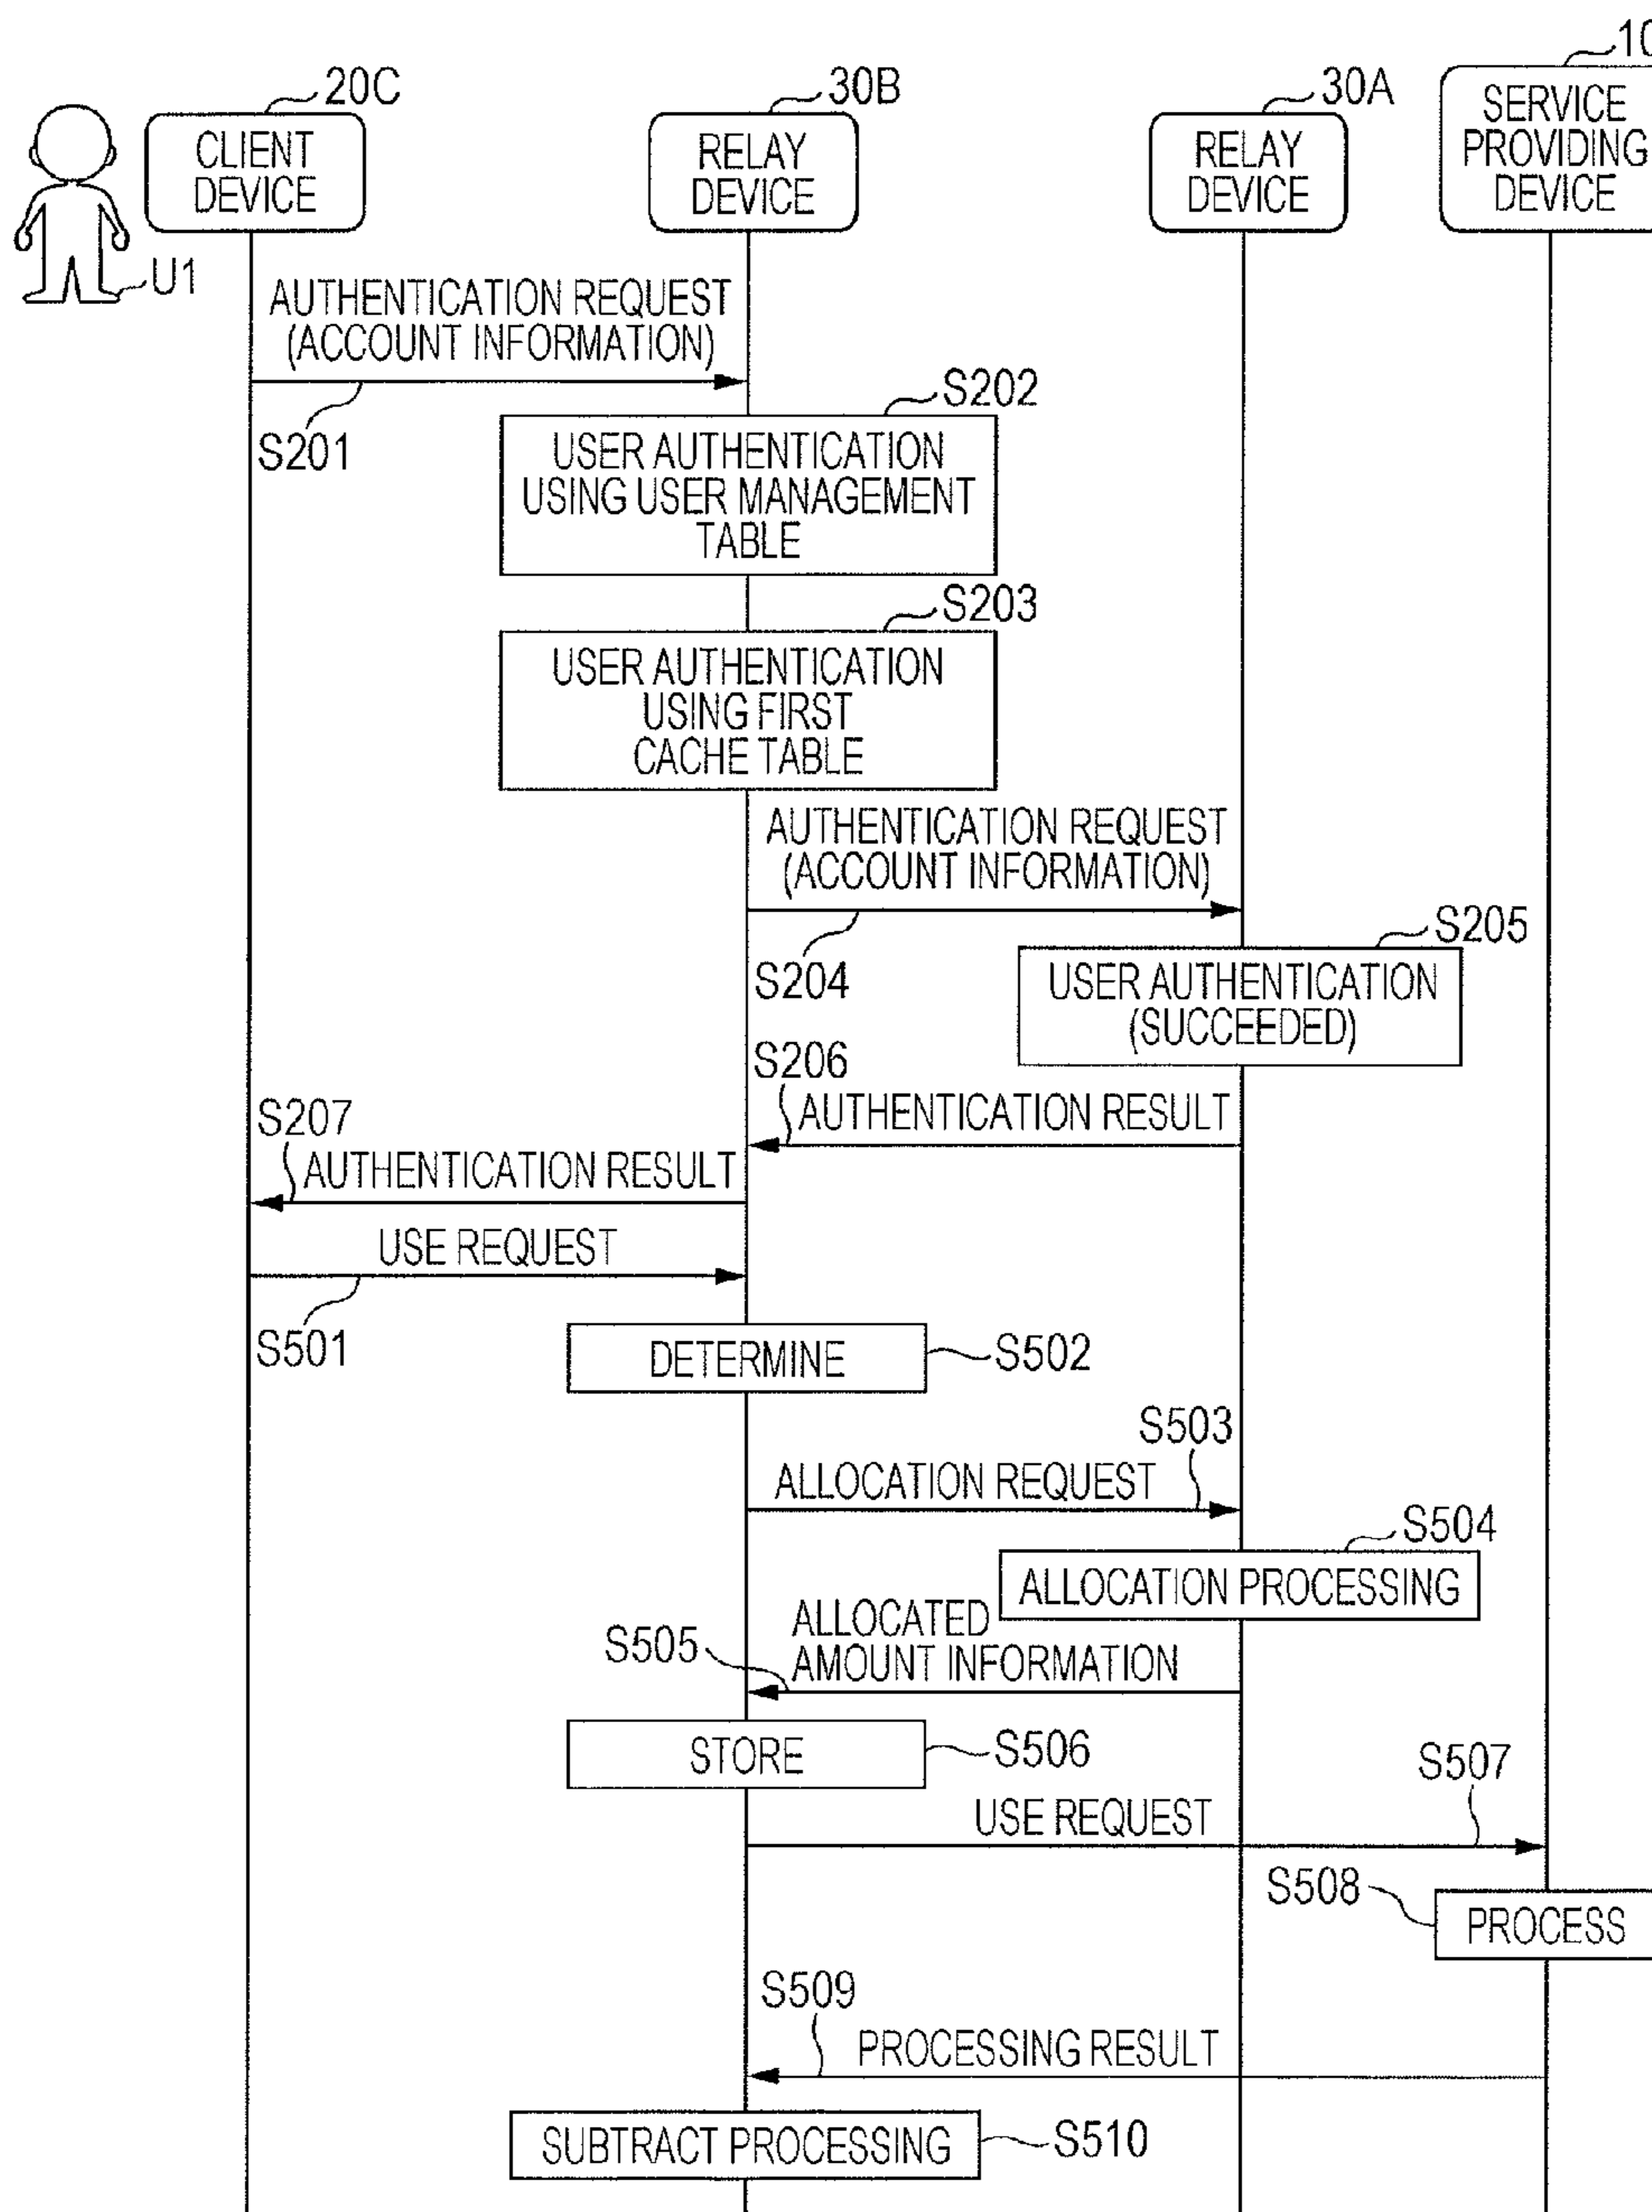 20C
30B
30A
10
CLIENT
DEVICE
RELAY
DEVICE
RELAY
DEVICE
SERVICE
PROVIDING
DEVICE
U1
AUTHENTICATION REQUEST
(ACCOUNT INFORMATION)
S201
S202
USER AUTHENTICATION
USING USER MANAGEMENT
TABLE
S203
USER AUTHENTICATION
USING FIRST
CACHE TABLE
AUTHENTICATION REQUEST
(ACCOUNT INFORMATION)
S204
S205
USER AUTHENTICATION
(SUCCEEDED)
S206
AUTHENTICATION RESULT
S207
AUTHENTICATION RESULT
USE REQUEST
S501
DETERMINE
S502
S503
ALLOCATION REQUEST
S504
ALLOCATION PROCESSING
S505
ALLOCATED
AMOUNT INFORMATION
STORE
S506
S507
USE REQUEST
S508
PROCESS
S509
PROCESSING RESULT
SUBTRACT PROCESSING
S510